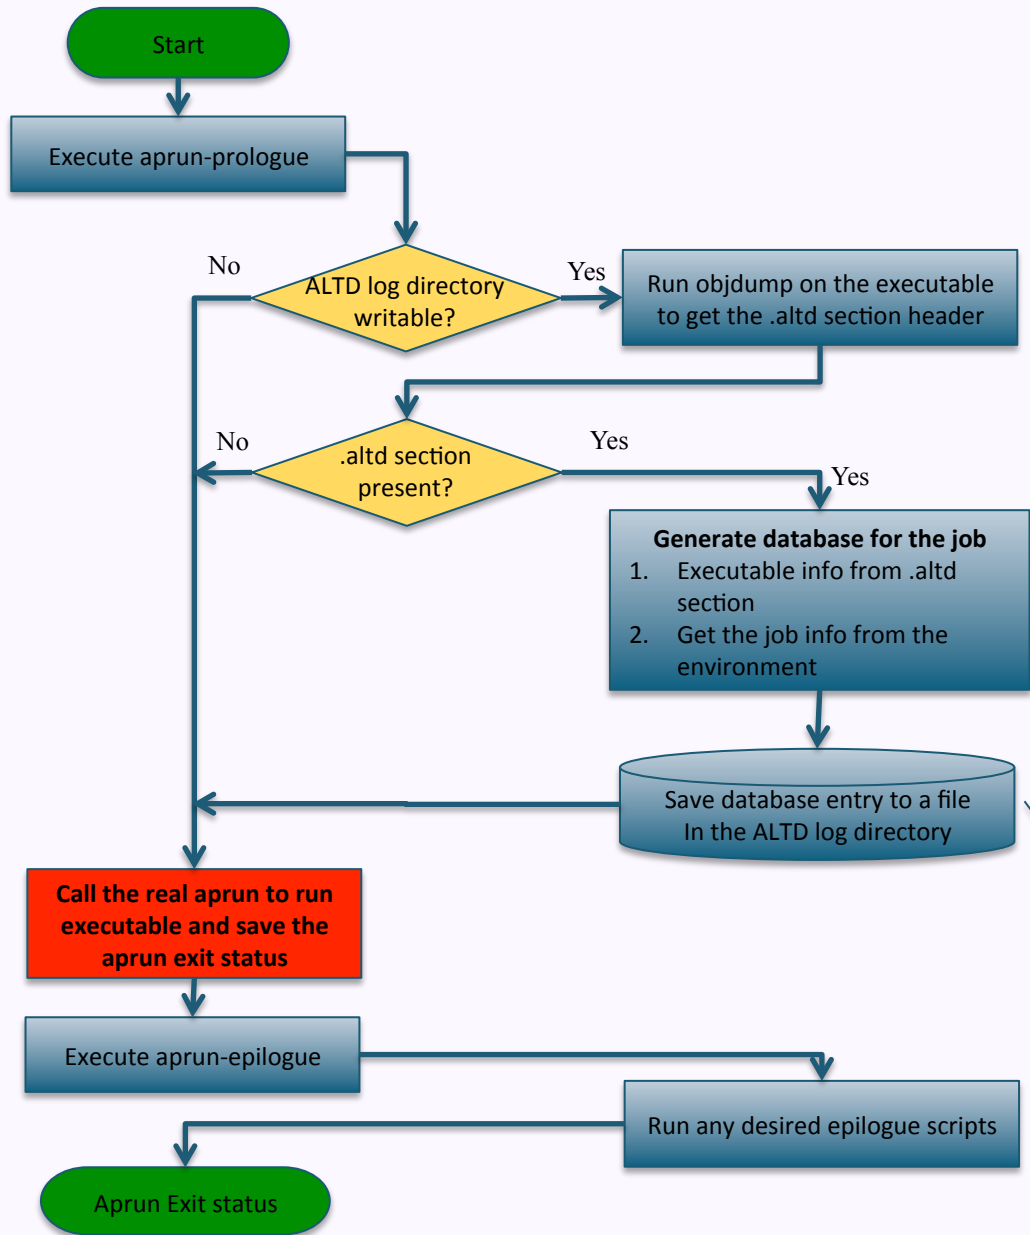 Start
Execute aprun-prologue
No
ALTD log directory
writable?
Yes
Run objdump on the executable
to get the .altd section header
No
.altd section
present?
Yes
Yes
Generate database for the job
1. Executable info from .altd
section
2. Get the job info from the
environment
Save database entry to a file
In the ALTD log directory
Call the real aprun to run
executable and save the
aprun exit status
Execute aprun-epilogue
Run any desired epilogue scripts
Aprun Exit status